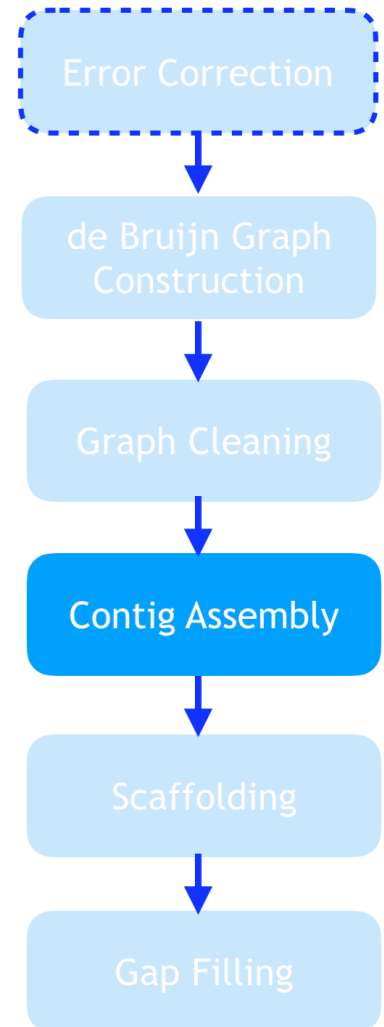 Error Correction
de Bruijn Graph
Construction
Graph Cleaning
Contig Assembly
Scaffolding
Gap Filling